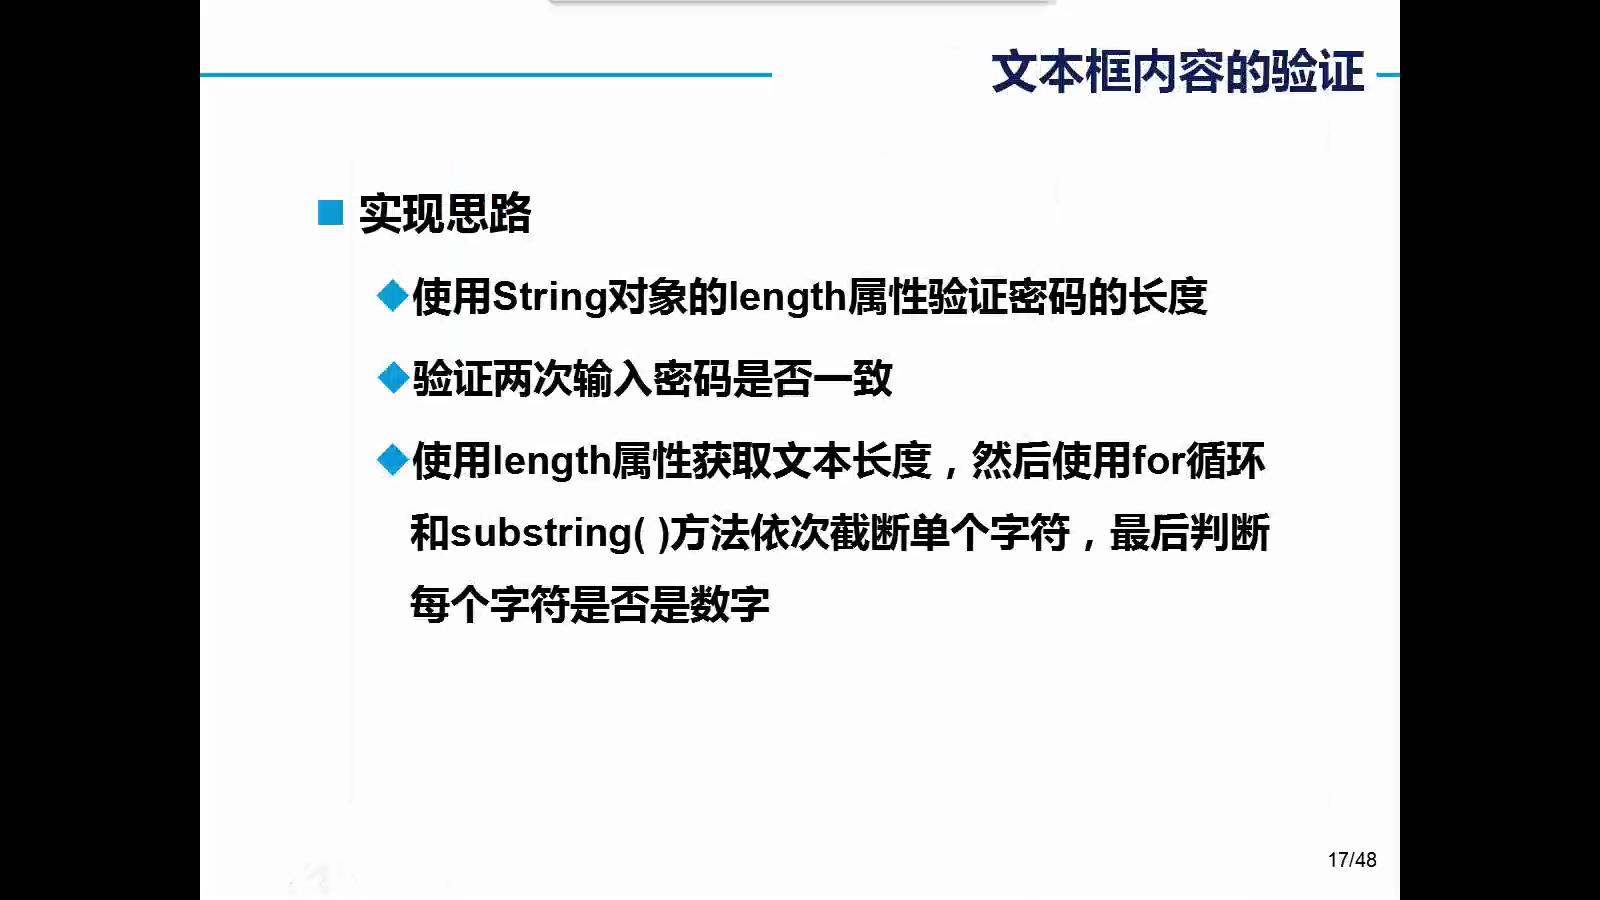 文本框内容的验证
实现思路
使用String对象的length属性验证密码的长度
验证两次输入密码是否一致
使用length属性获取文本长度，然后使用for循环
和substring( )方法依次截断单个字符，最后判断
每个字符是否是数字
17/48